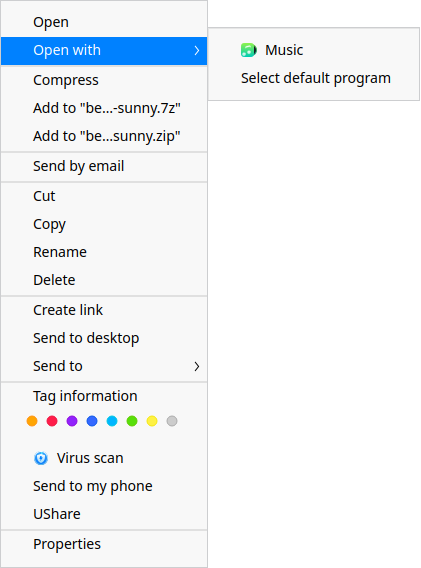 Open
Open with
Music
Select default program
Compress
Add to "be...-sunny.7z"
Add to "be...sunny.zip"
Send by email
Cut
Copy
Rename
Delete
Create link
Send to desktop
Send to
Tag information
Virus scan
Send to my phone
UShare
Properties